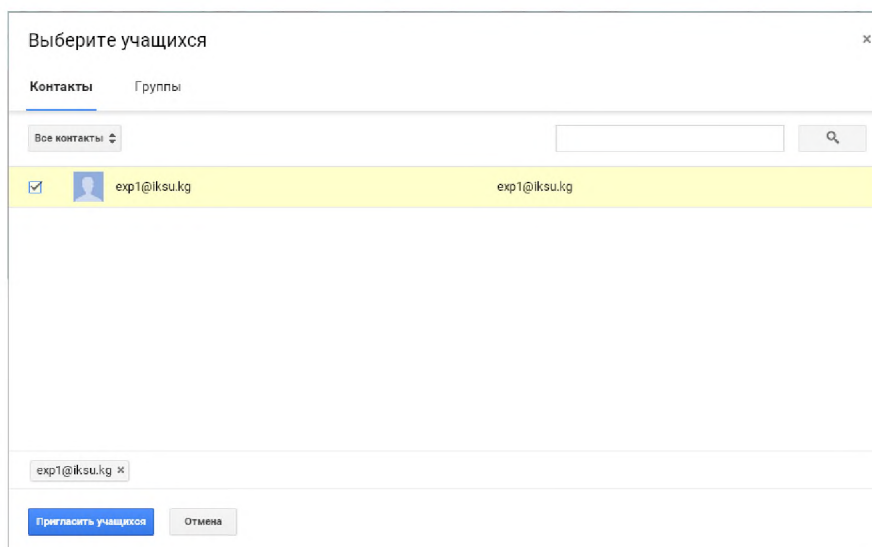 Выберите учащихся
Контакты Группы
Все контакты
exp1@iksu.kg exp1@iksu.kg
exp1@iksu.kg ×
Пригласить учащихся Отмена